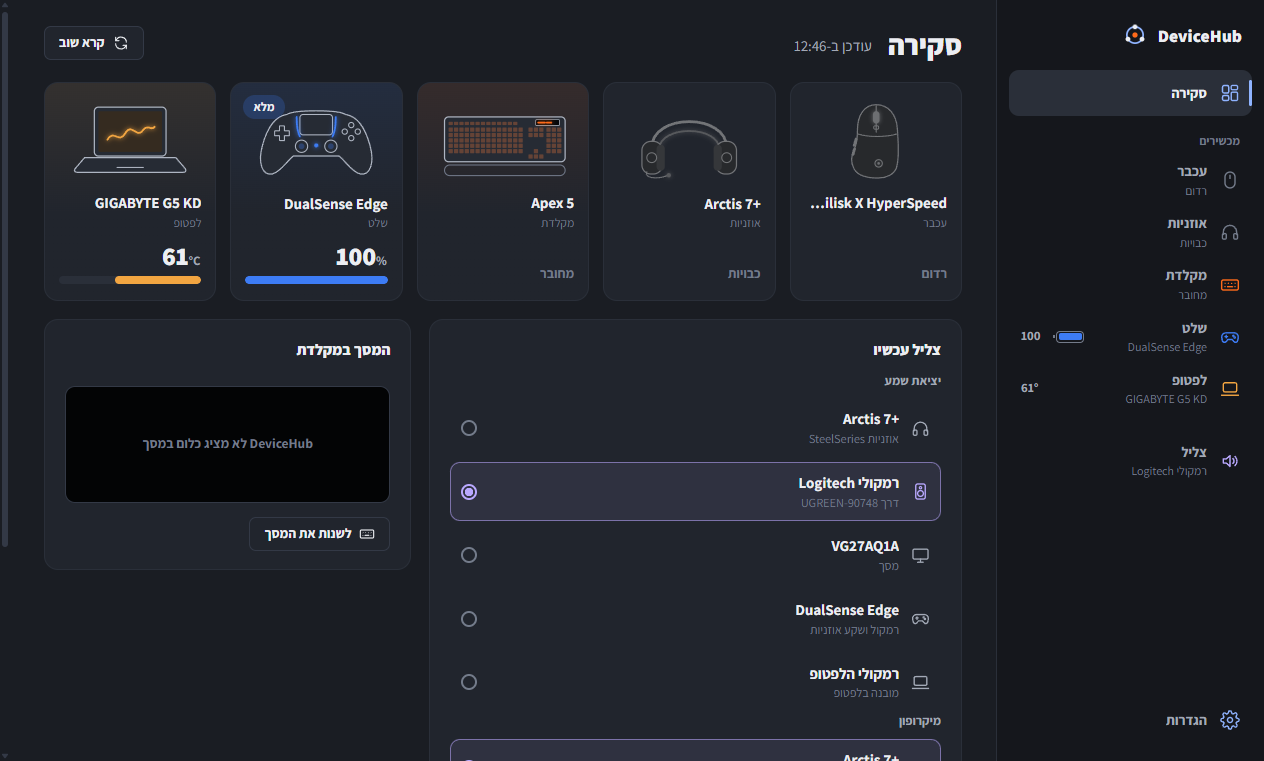 DeviceHub
סקירה
מכשירים
עכבר
רדום
אוזניות
כבויות
מקלדת
מחובר
שלט
DualSense Edge
100
לפטופ
GIGABYTE G5 KD
61°
צליל
רמקולי Logitech
הגדרות
סקירה
עודכן ב-12:46
קרא שוב
...ilisk X HyperSpeed
עכבר
רדום
Arctis 7+
אוזניות
כבויות
Apex 5
מקלדת
מחובר
מלא
DualSense Edge
שלט
100%
GIGABYTE G5 KD
לפטופ
61°C
צליל עכשיו
יציאת שמע
Arctis 7+
אוזניות SteelSeries
רמקולי Logitech
דרך UGREEN-90748
VG27AQ1A
מסך
DualSense Edge
רמקול ושקע אוזניות
רמקולי הלפטופ
מובנה בלפטופ
מיקרופון
Arctis 7+
המסך במקלדת
DeviceHub לא מציג כלום במסך
לשנות את המסך